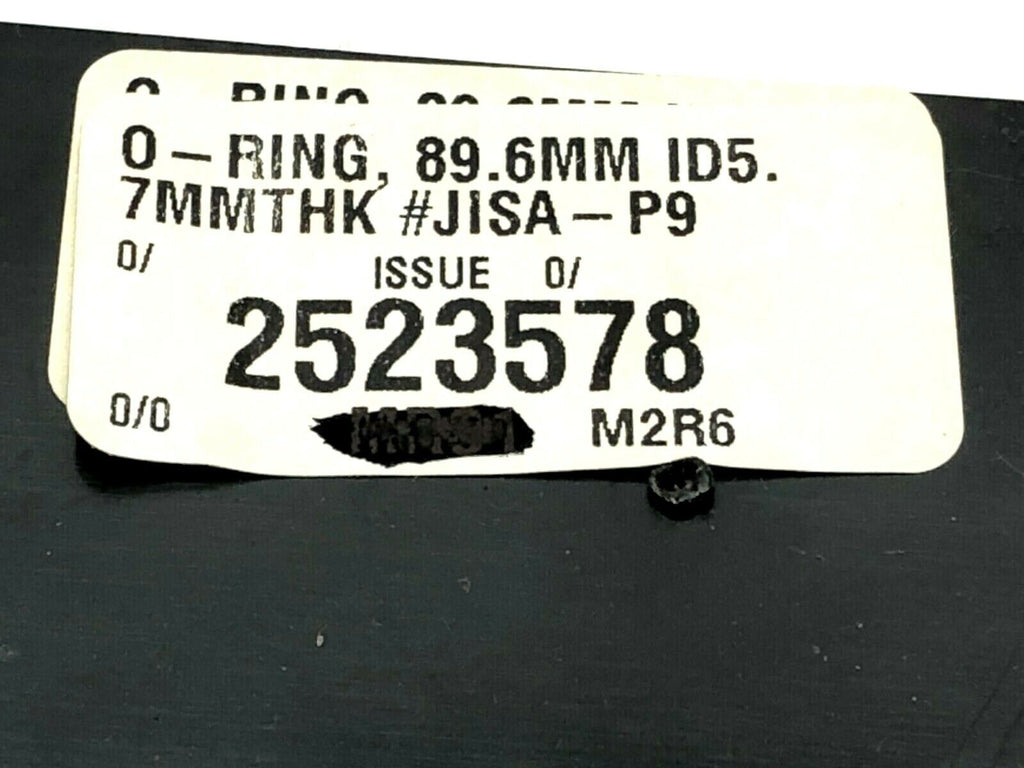 O-RING, 89.6MM ID5.
7MMTHK #JISA-P9
0/ ISSUE 0/
2523578
0/0 M2R6